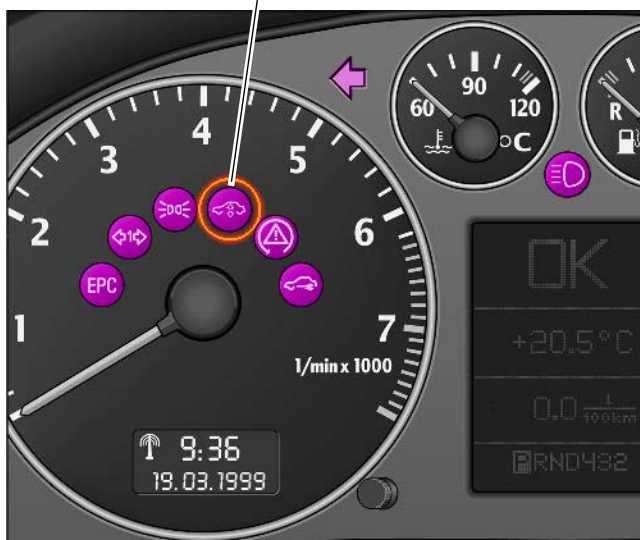 60 90 120
°C
R
1 2 3 4 5 6 7
EPC
1
1/min x 1000
9:36
19.03.1999
OK
+20.5°C
0.0 L/100km
PRND432